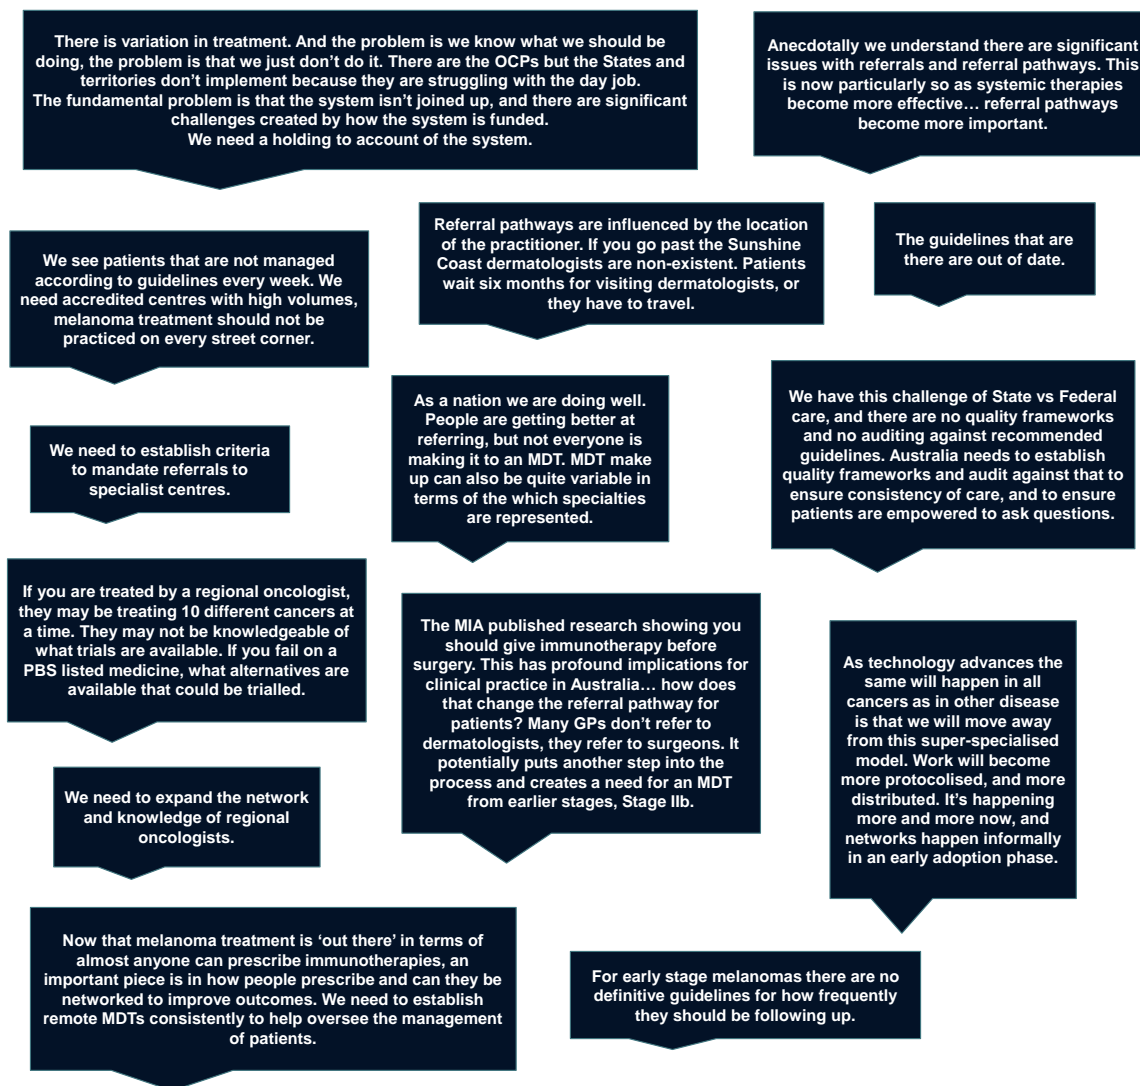 There is variation in treatment. And the problem is we know what we should be
doing, the problem is that we just don't do it. There are the OCPs but the States and
territories don't implement because they are struggling with the day job.
The fundamental problem is that the system isn't joined up, and there are significant
challenges created by how the system is funded.
We need a holding to account of the system.
Anecdotally we understand there are significant
issues with referrals and referral pathways. This
is now particularly so as systemic therapies
become more effective… referral pathways
become more important.
Referral pathways are influenced by the location
of the practitioner. If you go past the Sunshine
Coast dermatologists are non-existent. Patients
wait six months for visiting dermatologists, or
they have to travel.
The guidelines that are
there are out of date.
We see patients that are not managed
according to guidelines every week. We
need accredited centres with high volumes,
melanoma treatment should not be
practiced on every street corner.
As a nation we are doing well.
People are getting better at
referring, but not everyone is
making it to an MDT. MDT make
up can also be quite variable in
terms of the which specialties
are represented.
We have this challenge of State vs Federal
care, and there are no quality frameworks
and no auditing against recommended
guidelines. Australia needs to establish
quality frameworks and audit against that to
ensure consistency of care, and to ensure
patients are empowered to ask questions.
We need to establish criteria
to mandate referrals to
specialist centres.
If you are treated by a regional oncologist,
they may be treating 10 different cancers at
a time. They may not be knowledgeable of
what trials are available. If you fail on a
PBS listed medicine, what alternatives are
available that could be trialled.
The MIA published research showing you
should give immunotherapy before
surgery. This has profound implications for
clinical practice in Australia… how does
that change the referral pathway for
patients? Many GPs don't refer to
dermatologists, they refer to surgeons. It
potentially puts another step into the
process and creates a need for an MDT
from earlier stages, Stage IIb.
As technology advances the
same will happen in all
cancers as in other disease
is that we will move away
from this super-specialised
model. Work will become
more protocolised, and more
distributed. It's happening
more and more now, and
networks happen informally
in an early adoption phase.
We need to expand the network
and knowledge of regional
oncologists.
Now that melanoma treatment is 'out there' in terms of
almost anyone can prescribe immunotherapies, an
important piece is in how people prescribe and can they be
networked to improve outcomes. We need to establish
remote MDTs consistently to help oversee the management
of patients.
For early stage melanomas there are no
definitive guidelines for how frequently
they should be following up.